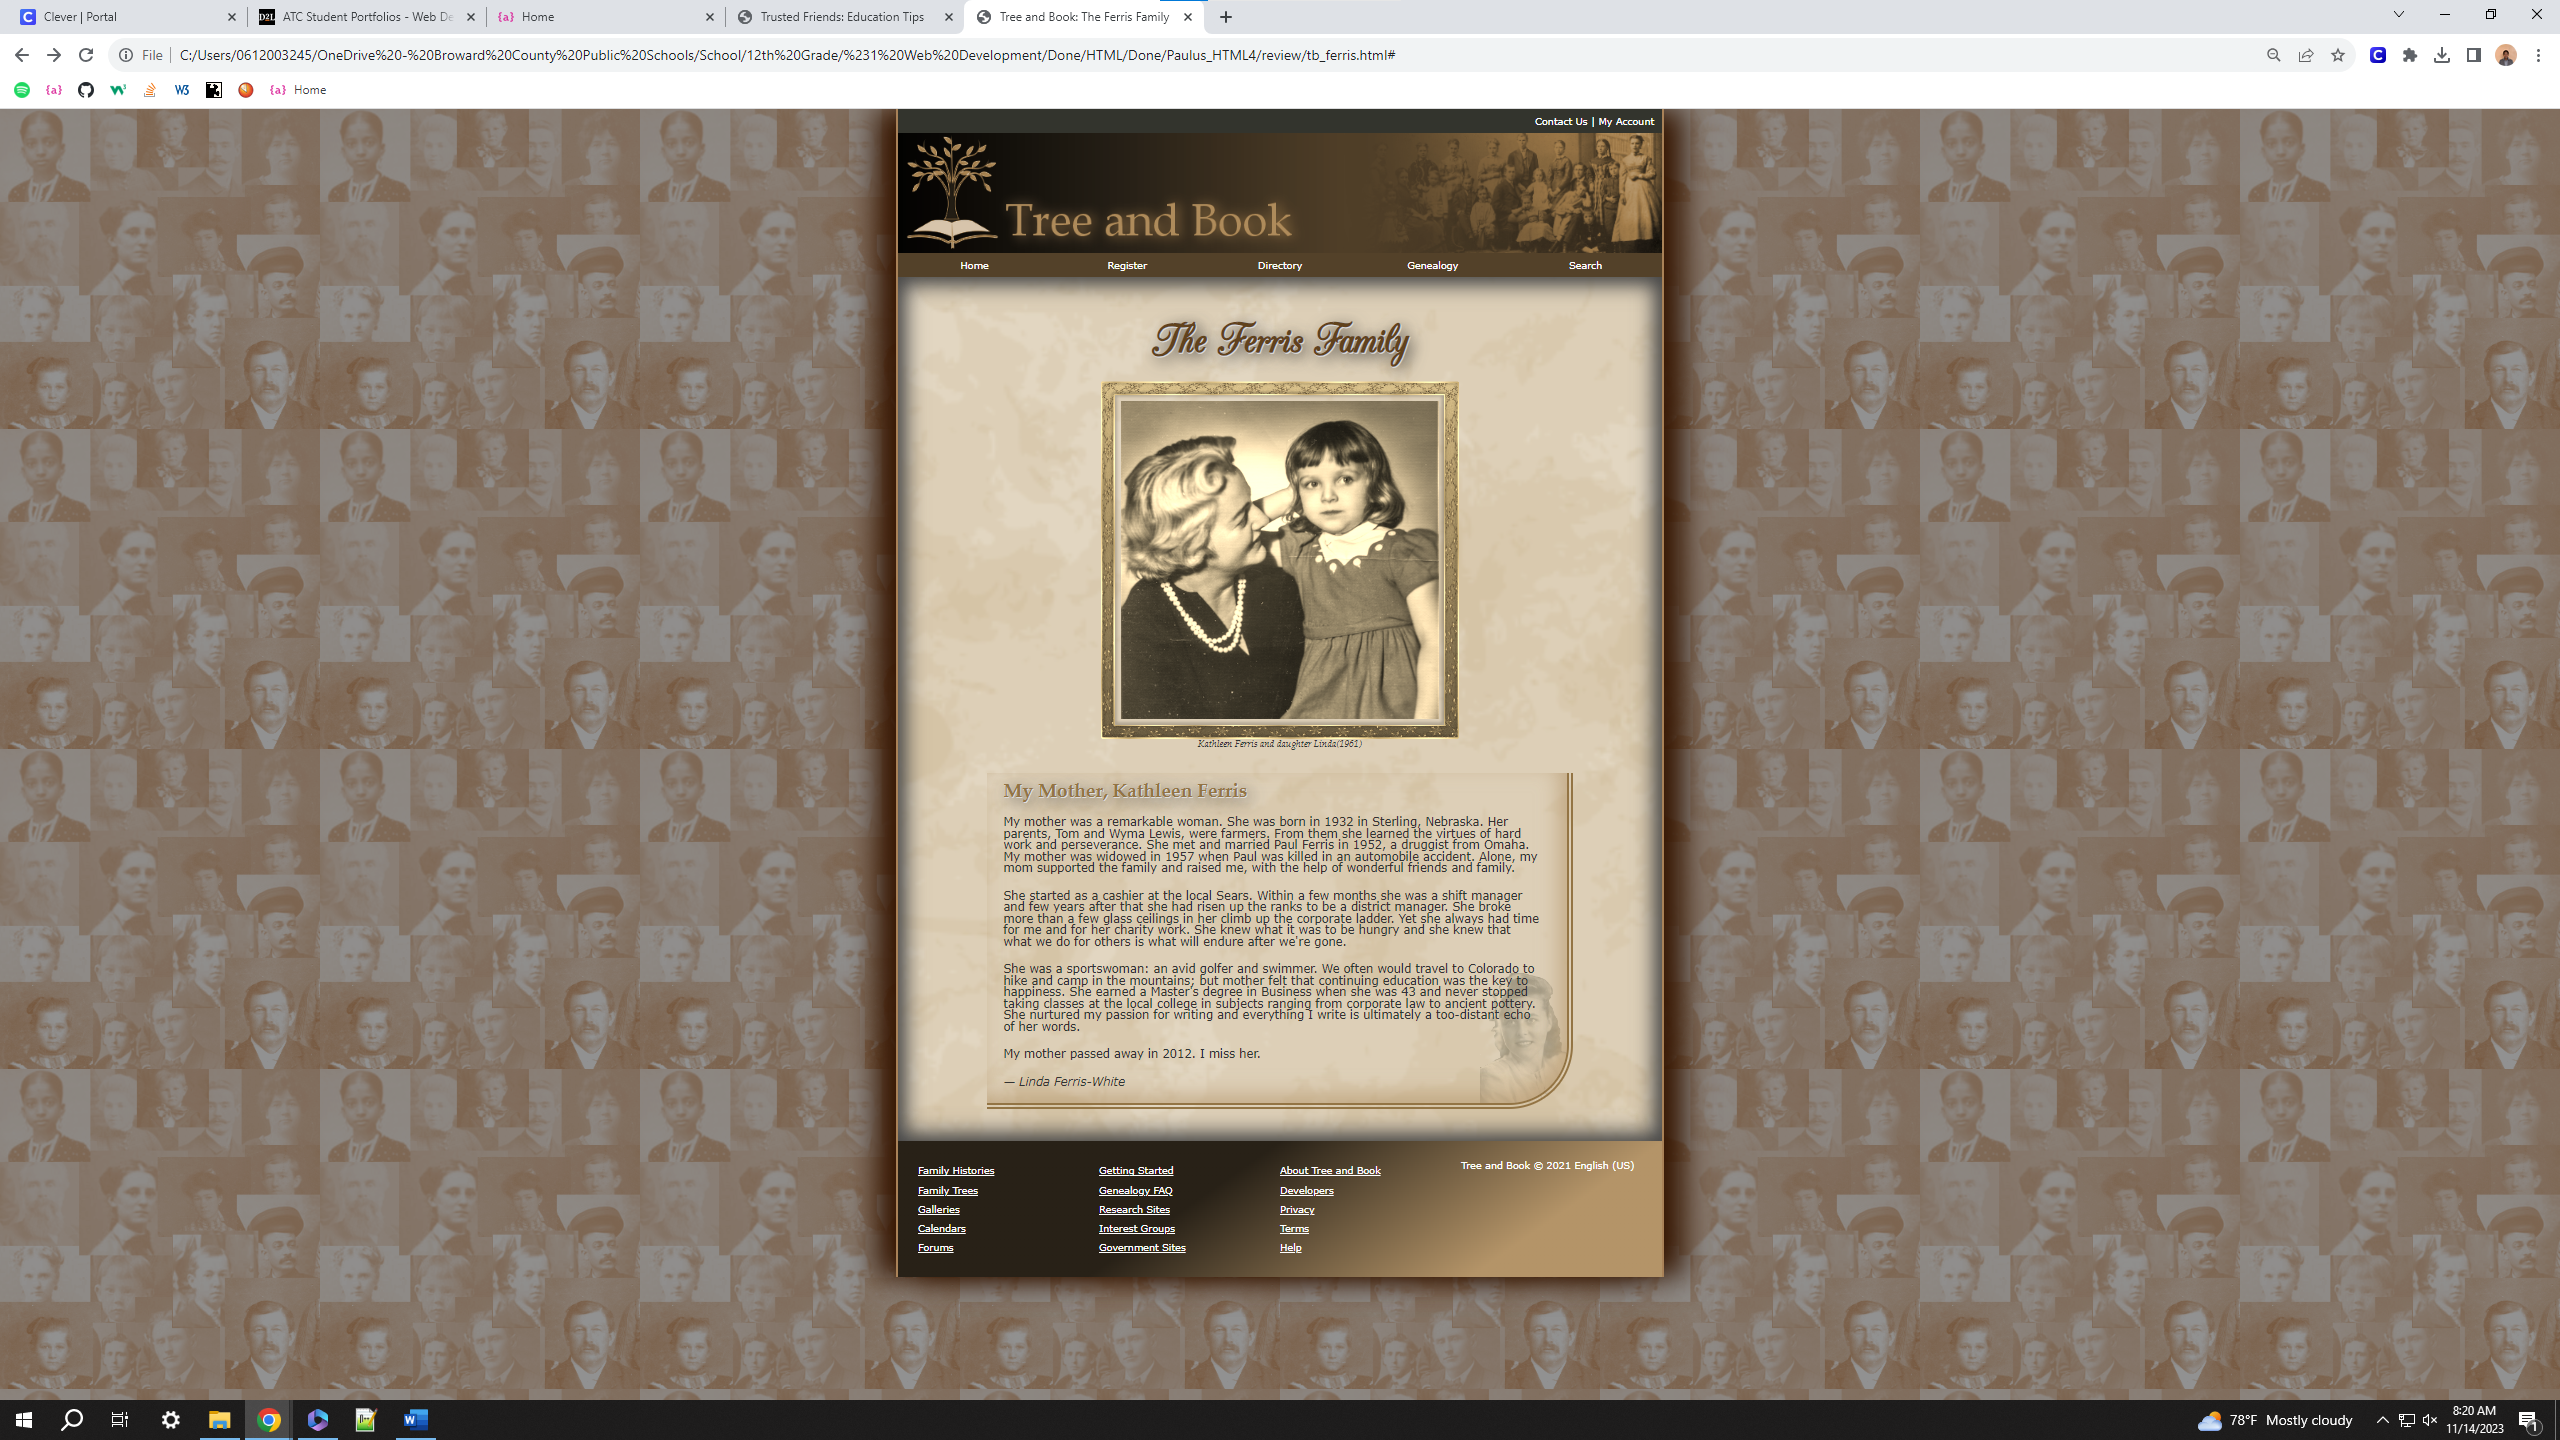 Clever | Portal
ATC Student Portfolios - Web De
Home
Trusted Friends: Education Tips
Tree and Book: The Ferris Family
File
C:/Users/0612003245/OneDrive%20-%20Broward%20County%20Public%20Schools/School/12th%20Grade/%231%20Web%20Development/Done/HTML/Done/Paulus_HTML4/review/tb_ferris.html#
Home
Contact Us | My Account
Tree and Book
Home Register Directory Genealogy Search
The Ferris Family
Kathleen Ferris and daughter Linda(1961)
My Mother, Kathleen Ferris
My mother was a remarkable woman. She was born in 1932 in Sterling, Nebraska. Her
parents, Tom and Wyma Lewis, were farmers. From them she learned the virtues of hard
work and perseverance. She met and married Paul Ferris in 1952, a druggist from Omaha.
My mother was widowed in 1957 when Paul was killed in an automobile accident. Alone, my
mom supported the family and raised me, with the help of wonderful friends and family.
She started as a cashier at the local Sears. Within a few months she was a shift manager
and few years after that she had risen up the ranks to be a district manager. She broke
more than a few glass ceilings in her climb up the corporate ladder. Yet she always had time
for me and for her charity work. She knew what it was to be hungry and she knew that
what we do for others is what will endure after we're gone.
She was a sportswoman: an avid golfer and swimmer. We often would travel to Colorado to
hike and camp in the mountains; but mother felt that continuing education was the key to
happiness. She earned a Master's degree in Business when she was 43 and never stopped
taking classes at the local college in subjects ranging from corporate law to ancient pottery.
She nurtured my passion for writing and everything I write is ultimately a too-distant echo
of her words.
My mother passed away in 2012. I miss her.
— Linda Ferris-White
Family Histories
Family Trees
Galleries
Calendars
Forums
Getting Started
Genealogy FAQ
Research Sites
Interest Groups
Government Sites
About Tree and Book
Developers
Privacy
Terms
Help
Tree and Book © 2021 English (US)
78°F Mostly cloudy
8:20 AM
11/14/2023
1